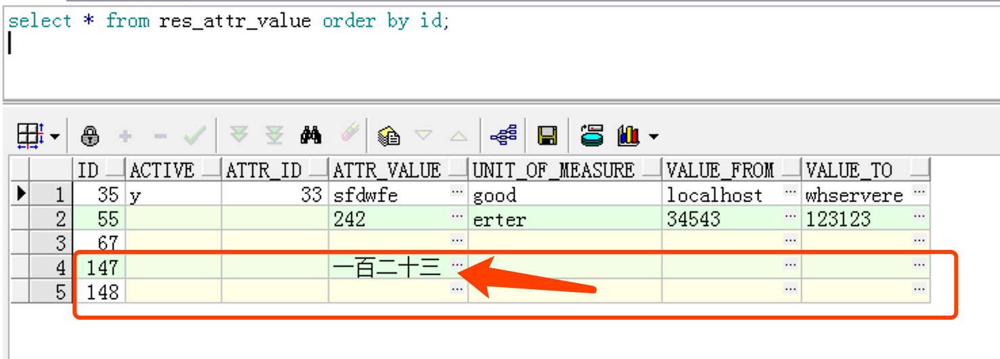 select * from res_attr_value order by id;
ID ACTIVE ATTR_ID ATTR_VALUE UNIT_OF_MEASURE VALUE_FROM VALUE_TO
1 35 y 33 sfdwfe ... good localhost ... whservere ...
2 55 242 ... erter 34543 ... 123123 ...
3 67 ... ... ...
4 147 一百二十三 ... ... ...
5 148 ... ... ...